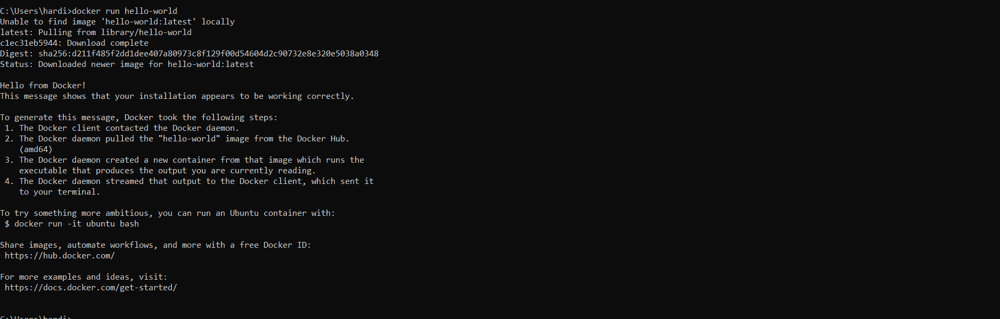 C:\Users\hardi>docker run hello-world
Unable to find image 'hello-world:latest' locally
latest: Pulling from library/hello-world
c1ec31eb5944: Download complete
Digest: sha256:d211f485f2dd1dee407a80973c8f129f00d54604d2c90732e8e320e5038a0348
Status: Downloaded newer image for hello-world:latest

Hello from Docker!
This message shows that your installation appears to be working correctly.

To generate this message, Docker took the following steps:
 1. The Docker client contacted the Docker daemon.
 2. The Docker daemon pulled the "hello-world" image from the Docker Hub.
    (amd64)
 3. The Docker daemon created a new container from that image which runs the
    executable that produces the output you are currently reading.
 4. The Docker daemon streamed that output to the Docker client, which sent it
    to your terminal.

To try something more ambitious, you can run an Ubuntu container with:
 $ docker run -it ubuntu bash

Share images, automate workflows, and more with a free Docker ID:
 https://hub.docker.com/

For more examples and ideas, visit:
 https://docs.docker.com/get-started/

C:\Users\hardi>